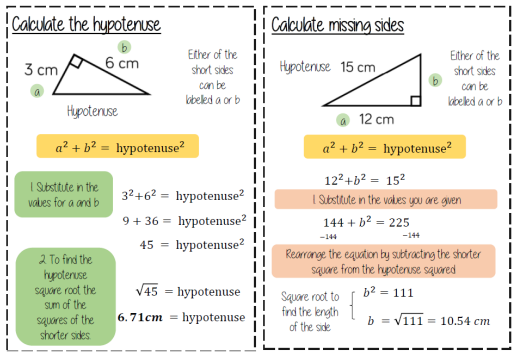 Calculate the hypotenuse
b
3 cm
6 cm
a
Hypotenuse
Either of the
short sides
can be
labelled a or b
a² + b² = hypotenuse²
1. Substitute in the
values for a and b
3²+6² = hypotenuse²
9 + 36 = hypotenuse²
45 = hypotenuse²
2. To find the
hypotenuse
square root the
sum of the
squares of the
shorter sides
√45 = hypotenuse
6.71cm = hypotenuse
Calculate missing sides
Hypotenuse 15 cm
b
a 12 cm
Either of the
short sides
can be
labelled a or b
a² + b² = hypotenuse²
12²+b² = 15²
1. Substitute in the values you are given
144 + b² = 225
−144 −144
Rearrange the equation by subtracting the shorter
square from the hypotenuse squared
Square root to
find the length
of the side
b² = 111
b = √111 = 10.54 cm